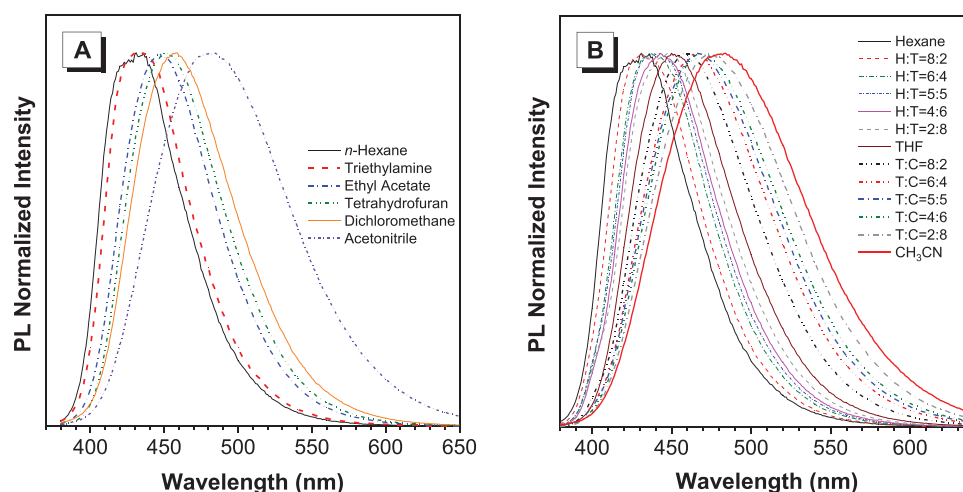 A
PL Normalized Intensity
n-Hexane
Triethylamine
Ethyl Acetate
Tetrahydrofuran
Dichloromethane
Acetonitrile
400 450 500 550 600 650
Wavelength (nm)
B
PL Normalized Intensity
Hexane
H:T=8:2
H:T=6:4
H:T=5:5
H:T=4:6
H:T=2:8
THF
T:C=8:2
T:C=6:4
T:C=5:5
T:C=4:6
T:C=2:8
CH₃CN
400 450 500 550 600
Wavelength (nm)